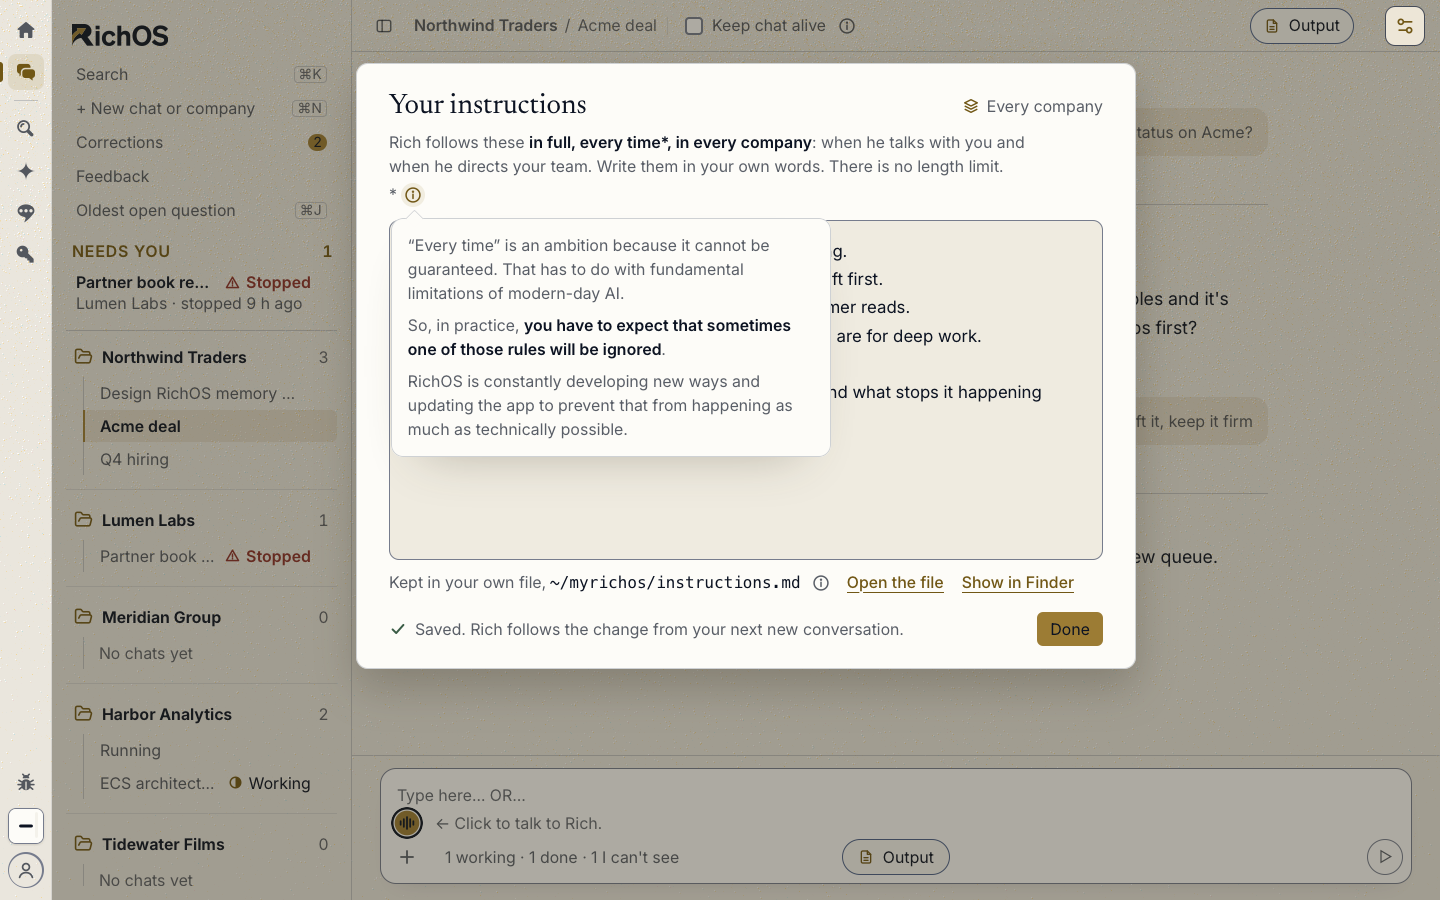 RichOS
Search ⌘K
+ New chat or company ⌘N
Corrections 2
Feedback
Oldest open question ⌘J
NEEDS YOU 1
Partner book re... Stopped
Lumen Labs · stopped 9 h ago
Northwind Traders 3
Design RichOS memory ...
Acme deal
Q4 hiring
Lumen Labs 1
Partner book ... Stopped
Meridian Group 0
No chats yet
Harbor Analytics 2
Running
ECS architect... Working
Tidewater Films 0
No chats yet
Northwind Traders / Acme deal Keep chat alive Output
Your instructions
Every company
Rich follows these in full, every time*, in every company: when he talks with you and
when he directs your team. Write them in your own words. There is no length limit.
*
“Every time” is an ambition because it cannot be
guaranteed. That has to do with fundamental
limitations of modern-day AI.
So, in practice, you have to expect that sometimes
one of those rules will be ignored.
RichOS is constantly developing new ways and
updating the app to prevent that from happening as
much as technically possible.
first.
reads.
are for deep work.
what stops it happening
Kept in your own file, ~/myrichos/instructions.md Open the file Show in Finder
Saved. Rich follows the change from your next new conversation.
Done
on Acme?
and it's
first?
it, keep it firm
queue.
Type here... OR...
← Click to talk to Rich.
1 working · 1 done · 1 I can't see
Output